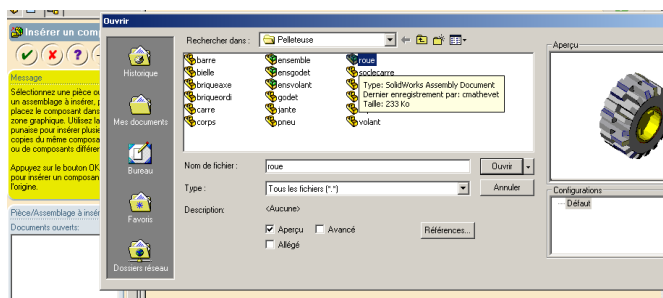 Ouvrir
Insérer un com
Message
Sélectionnez une pièce ou
un assemblage à insérer, p
placez le composant dans
zone graphique. Utilisez la
punaise pour insérer plusie
copies du même composa
ou de composants différer
Appuyez sur le bouton OK
pour insérer un composan
l'origine.
Pièce/Assemblage à insér
Documents ouverts:
Historique
Mes documents
Bureau
Favoris
Dossiers réseau
Rechercher dans :
Pelleteuse
barre
bielle
briqueaxe
briqueordi
carre
corps
ensemble
ensgodet
ensvolant
godet
jante
pneu
roue
soclecarre
volant
Type: SolidWorks Assembly Document
Dernier enregistrement par: cmathevet
Taille: 233 Ko
Nom de fichier :
roue
Ouvrir
Type :
Tous les fichiers (*.*)
Annuler
Description:
<Aucune>
Aperçu
Avancé
Allégé
Références...
Aperçu
Configurations
Défaut